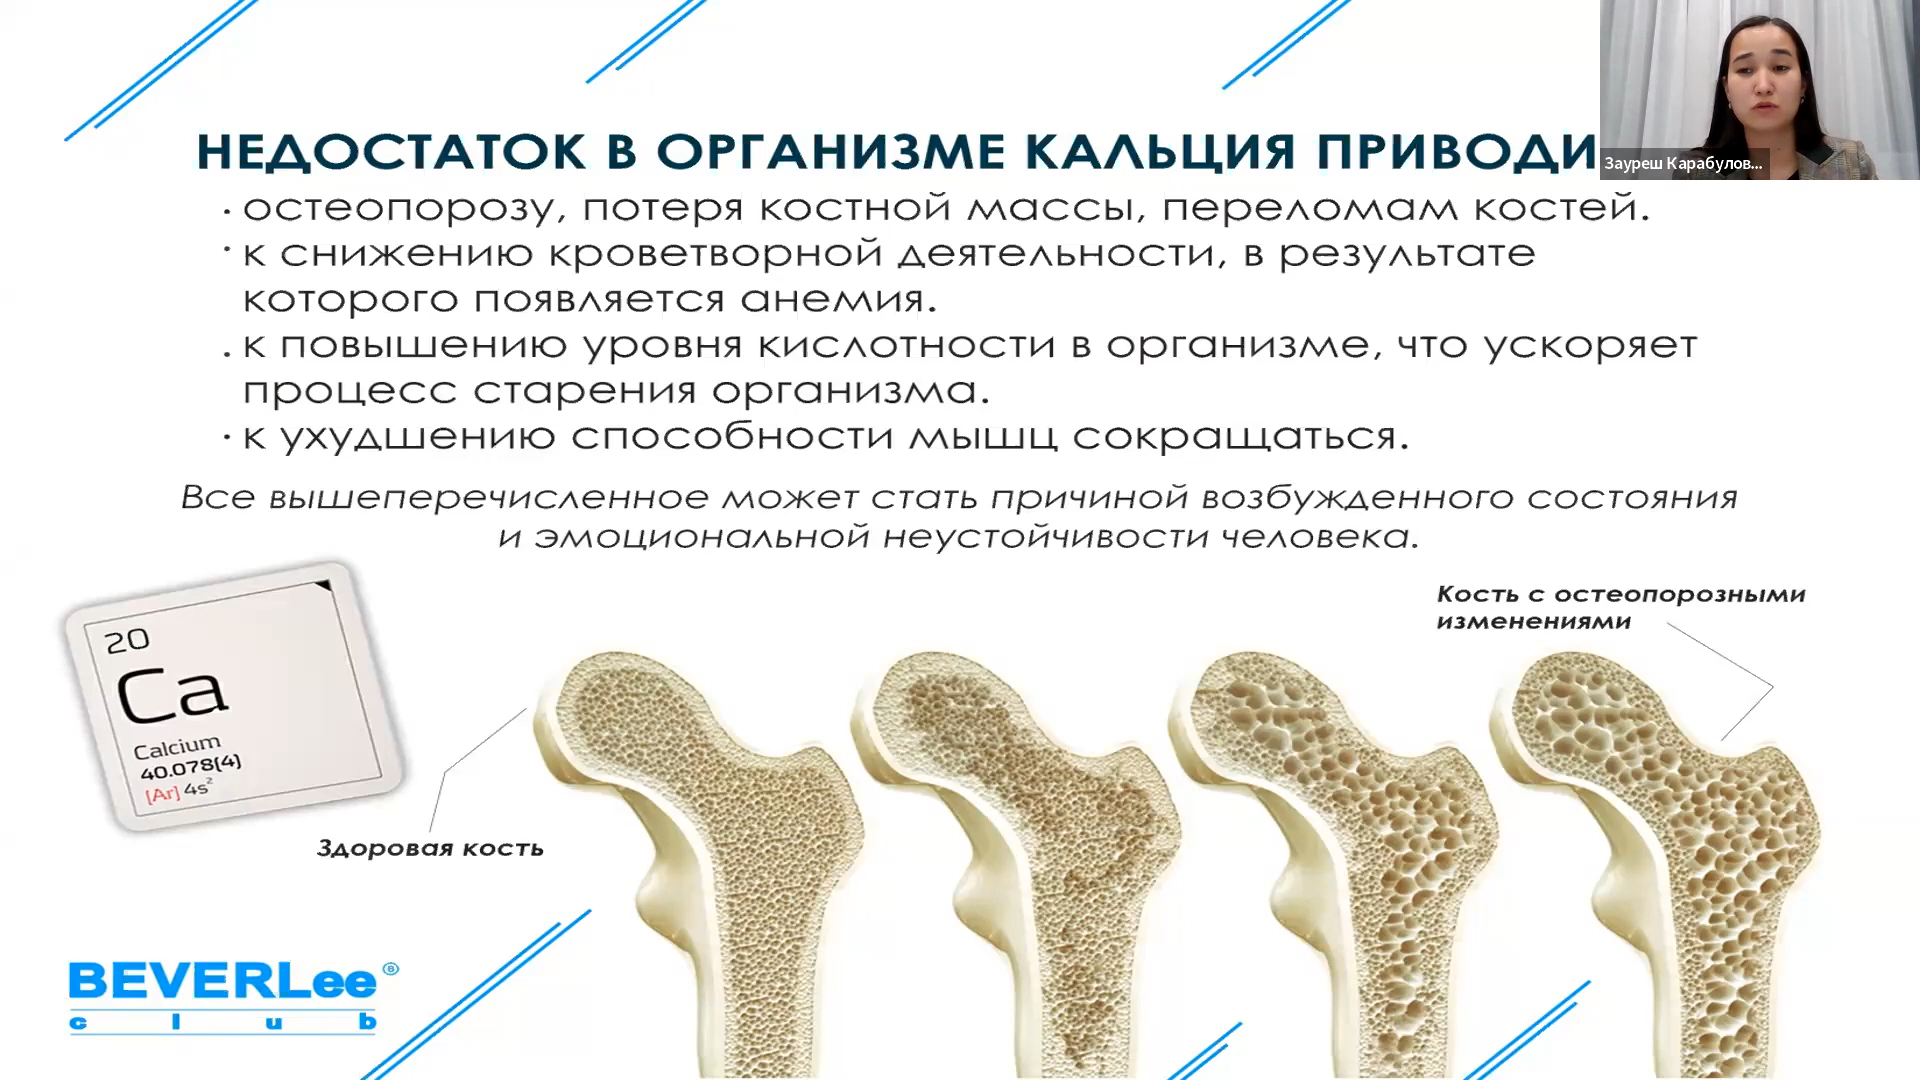 НЕДОСТАТОК В ОРГАНИЗМЕ КАЛЬЦИЯ ПРИВОДИ
Зауреш Карабулов...
· остеопорозу, потеря костной массы, переломам костей.
· к снижению кроветворной деятельности, в результате
которого появляется анемия.
. к повышению уровня кислотности в организме, что ускоряет
процесс старения организма.
· к ухудшению способности мышц сокращаться.
Все вышеперечисленное может стать причиной возбужденного состояния
и эмоциональной неустойчивости человека.
Кость с остеопорозными
изменениями
20
Ca
Calcium
40.078(4)
[Ar] 4s²
Здоровая кость
BEVERLee®
club